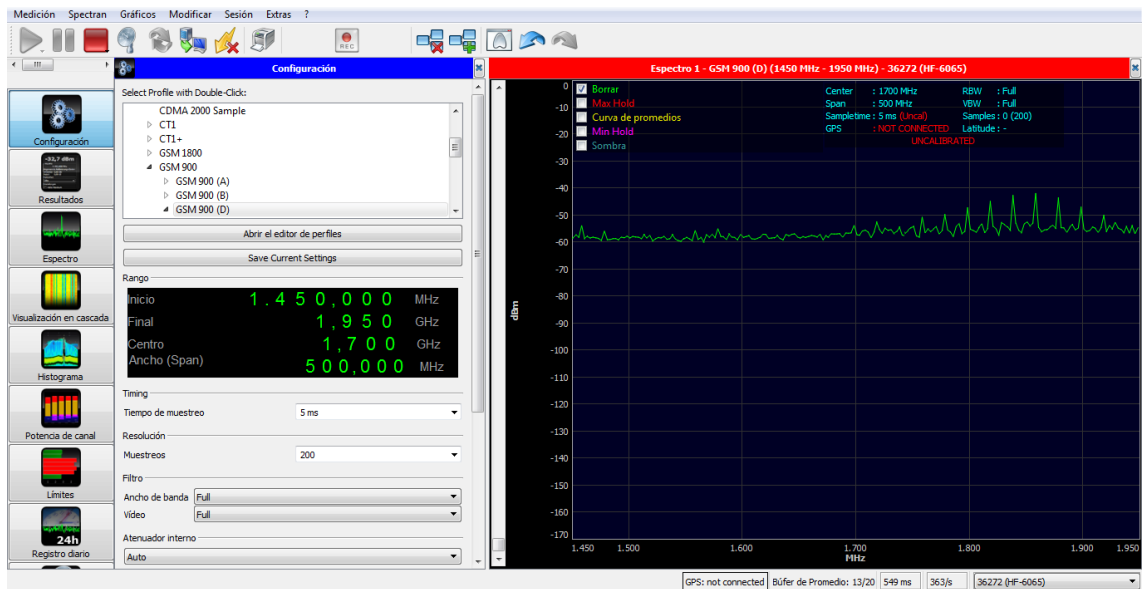 Medición Spectran Gráficos Modificar Sesión Extras ?
REC
Configuración
Resultados
Espectro
Visualización en cascada
Histograma
Potencia de canal
Límites
24h
Registro diario
-32,7 dBm
Configuración
Select Profile with Double-Click:
CDMA 2000 Sample
CT1
CT1+
GSM 1800
GSM 900
GSM 900 (A)
GSM 900 (B)
GSM 900 (D)
Abrir el editor de perfiles
Save Current Settings
Rango
Inicio 1.450,000 MHz
Final 1,950 GHz
Centro 1,700 GHz
Ancho (Span) 500,000 MHz
Timing
Tiempo de muestreo 5 ms
Resolución
Muestreos 200
Filtro
Ancho de banda Full
Vídeo Full
Atenuador interno
Auto
Espectro 1 - GSM 900 (D) (1450 MHz - 1950 MHz) - 36272 (HF-6065)
Borrar
Max Hold
Curva de promedios
Min Hold
Sombra
Center : 1700 MHz RBW : Full
Span : 500 MHz VBW : Full
Sampletime : 5 ms (Uncal) Samples : 0 (200)
GPS : NOT CONNECTED Latitude : -
UNCALIBRATED
dBm
0
-10
-20
-30
-40
-50
-60
-70
-80
-90
-100
-110
-120
-130
-140
-150
-160
-170
1.450 1.500 1.600 1.700 1.800 1.900 1.950
MHz
GPS: not connected Búfer de Promedio: 13/20 549 ms 363/s 36272 (HF-6065)